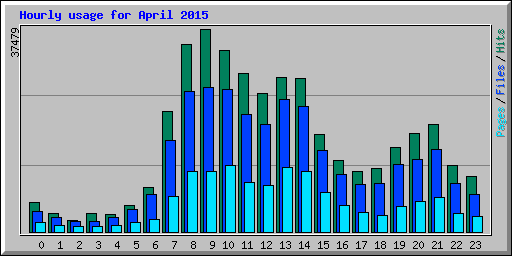 Hourly usage for April 2015
37479
Pages / Files / Hits
0 1 2 3 4 5 6 7 8 9 10 11 12 13 14 15 16 17 18 19 20 21 22 23